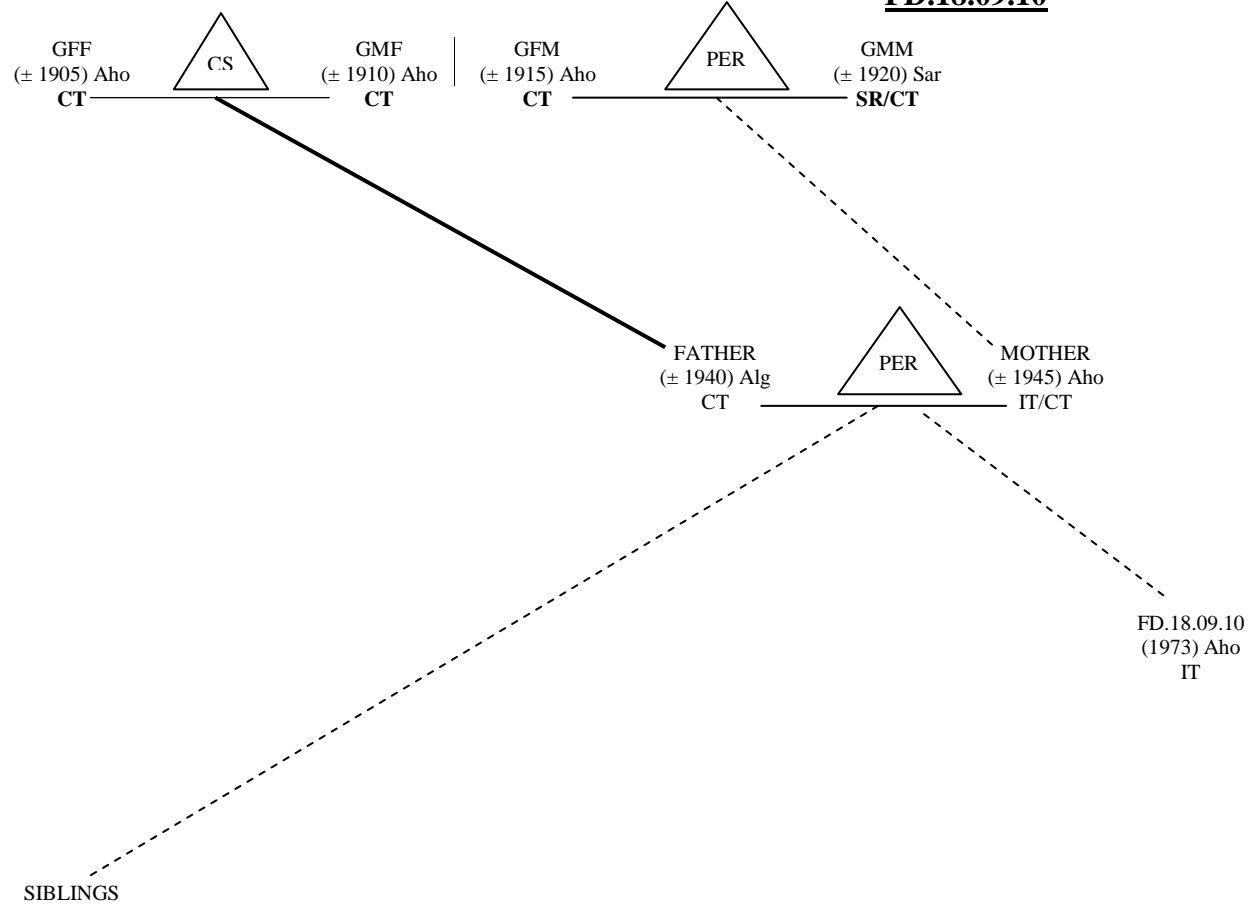 FD.18.09.10
GFF
(± 1905) Aho
CT
CS
GMF
(± 1910) Aho
CT
GFM
(± 1915) Aho
CT
PER
GMM
(± 1920) Sar
SR/CT
FATHER
(± 1940) Alg
CT
PER
MOTHER
(± 1945) Aho
IT/CT
FD.18.09.10
(1973) Aho
IT
SIBLINGS